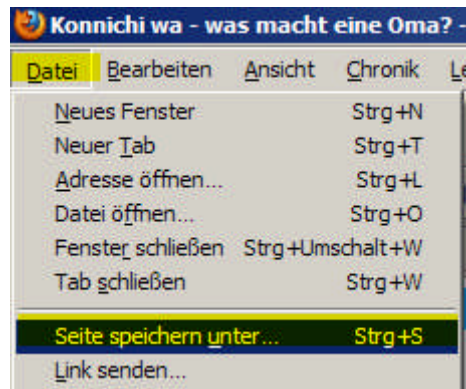 Konnichi wa - was macht eine Oma? -
Datei Bearbeiten Ansicht Chronik Le
Neues Fenster Strg+N
Neuer Tab Strg+T
Adresse öffnen... Strg+L
Datei öffnen... Strg+O
Fenster schließen Strg+Umschalt+W
Tab schließen Strg+W
Seite speichern unter... Strg+S
Link senden...